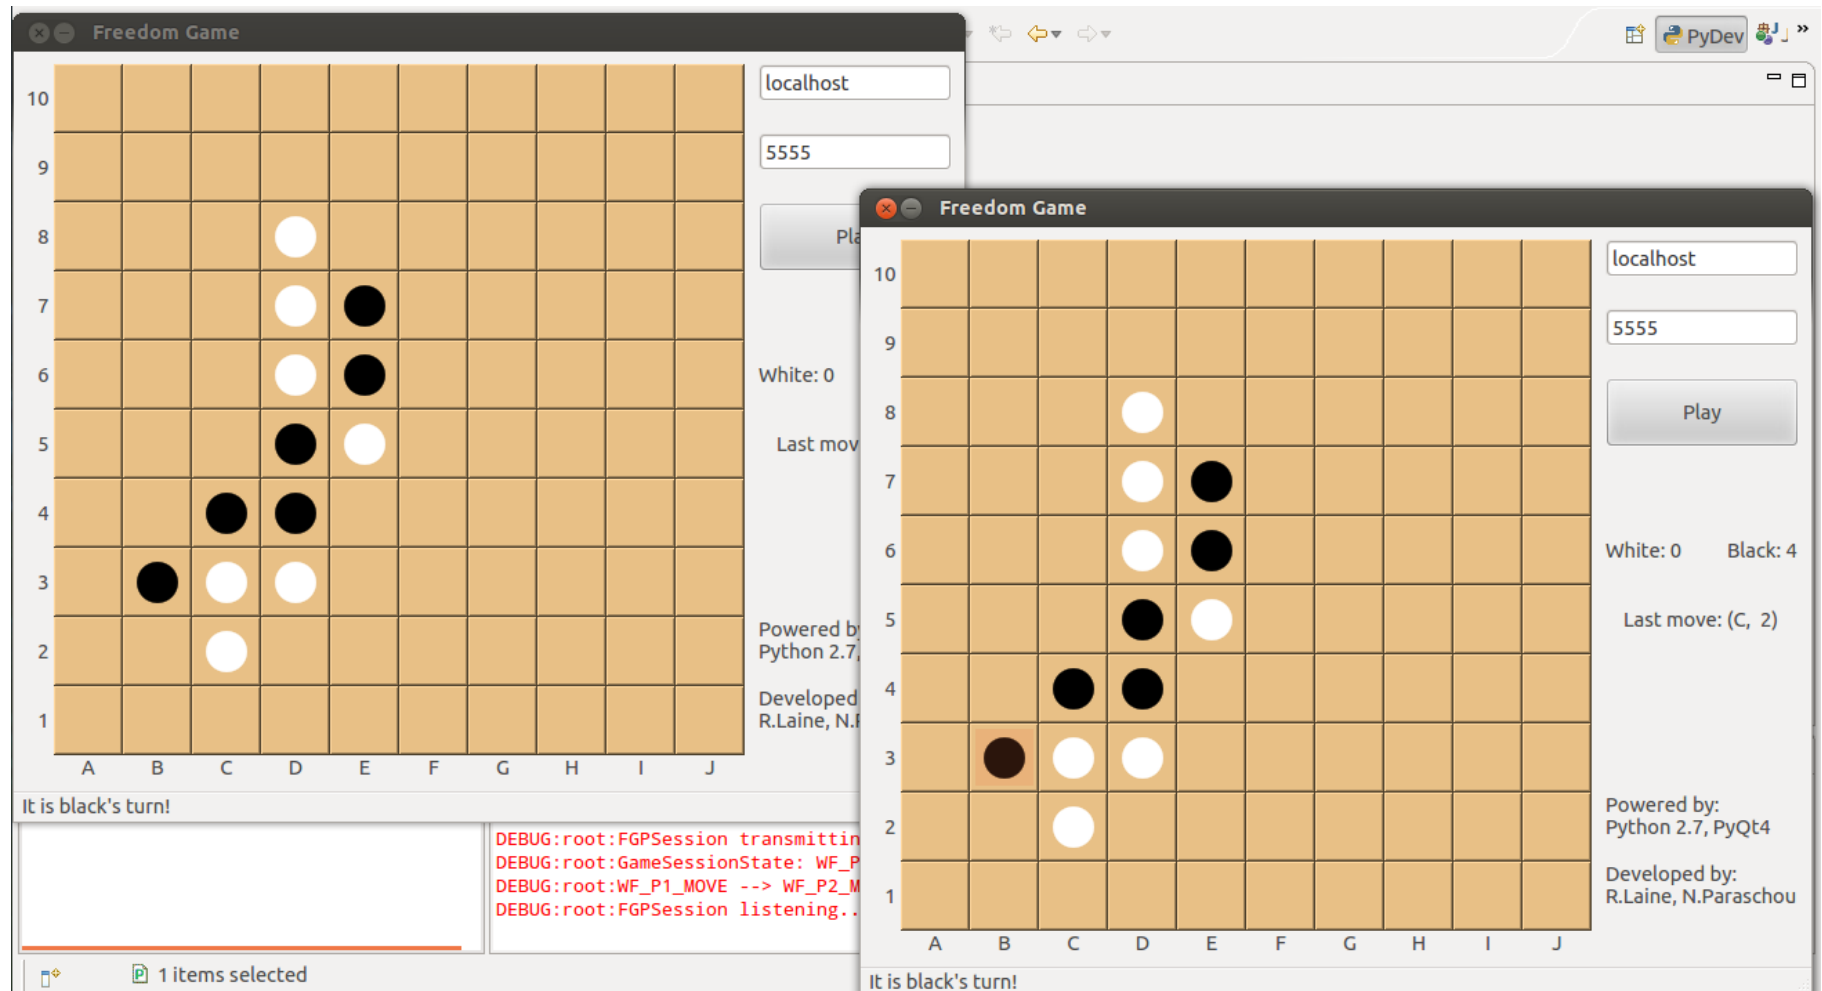 Freedom Game
PyDev
»
localhost
5555
White: 0
Last mov
Powered by
Python 2.7,
Developed
10
9
8
7
6
5
4
3
2
1
A B C D E F G H I J
It is black's turn!
DEBUG:root:FGPSession transmittin
DEBUG:root:GameSessionState: WF_P
DEBUG:root:WF_P1_MOVE --> WF_P2_M
DEBUG:root:FGPSession listening..
1 items selected
Freedom Game
localhost
5555
Play
White: 0 Black: 4
Last move: (C, 2)
Powered by:
Python 2.7, PyQt4
Developed by:
R.Laine, N.Paraschou
10
9
8
7
6
5
4
3
2
1
A B C D E F G H I J
It is black's turn!